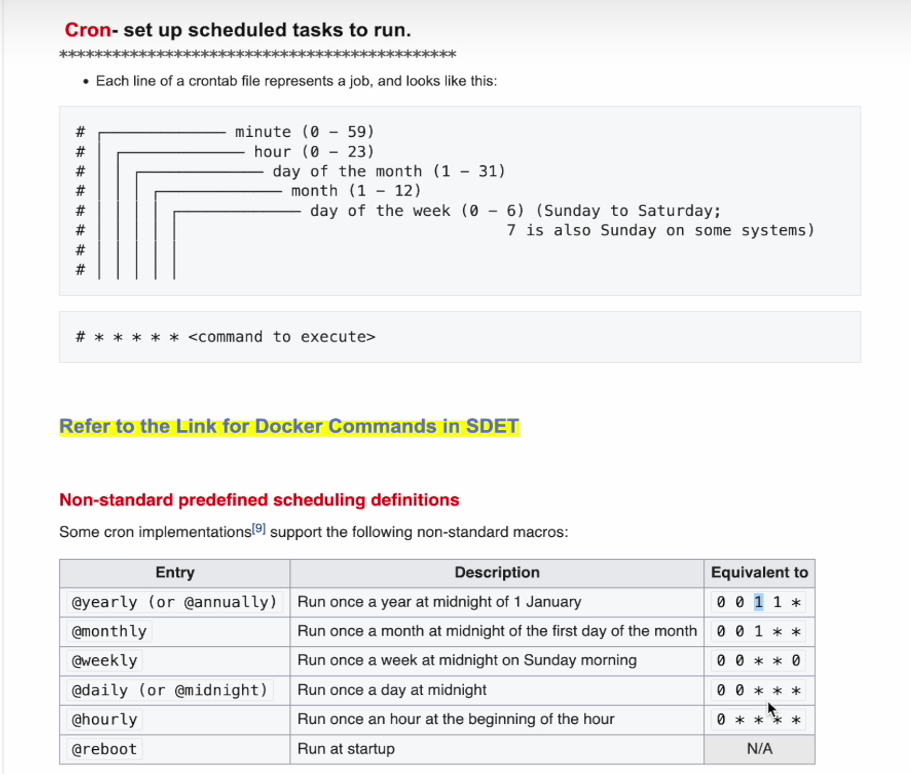 Cron- set up scheduled tasks to run.
*********************************************
• Each line of a crontab file represents a job, and looks like this:
# ┌───────────── minute (0 – 59)
# │ ┌───────────── hour (0 – 23)
# │ │ ┌───────────── day of the month (1 – 31)
# │ │ │ ┌───────────── month (1 – 12)
# │ │ │ │ ┌───────────── day of the week (0 – 6) (Sunday to Saturday;
# │ │ │ │ │ 7 is also Sunday on some systems)
# │ │ │ │ │
# │ │ │ │ │
# * * * * * <command to execute>
Refer to the Link for Docker Commands in SDET
Non-standard predefined scheduling definitions
Some cron implementations[9] support the following non-standard macros:
Entry Description Equivalent to
@yearly (or @annually) Run once a year at midnight of 1 January 0 0 1 1 *
@monthly Run once a month at midnight of the first day of the month 0 0 1 * *
@weekly Run once a week at midnight on Sunday morning 0 0 * * 0
@daily (or @midnight) Run once a day at midnight 0 0 * * *
@hourly Run once an hour at the beginning of the hour 0 * * * *
@reboot Run at startup N/A